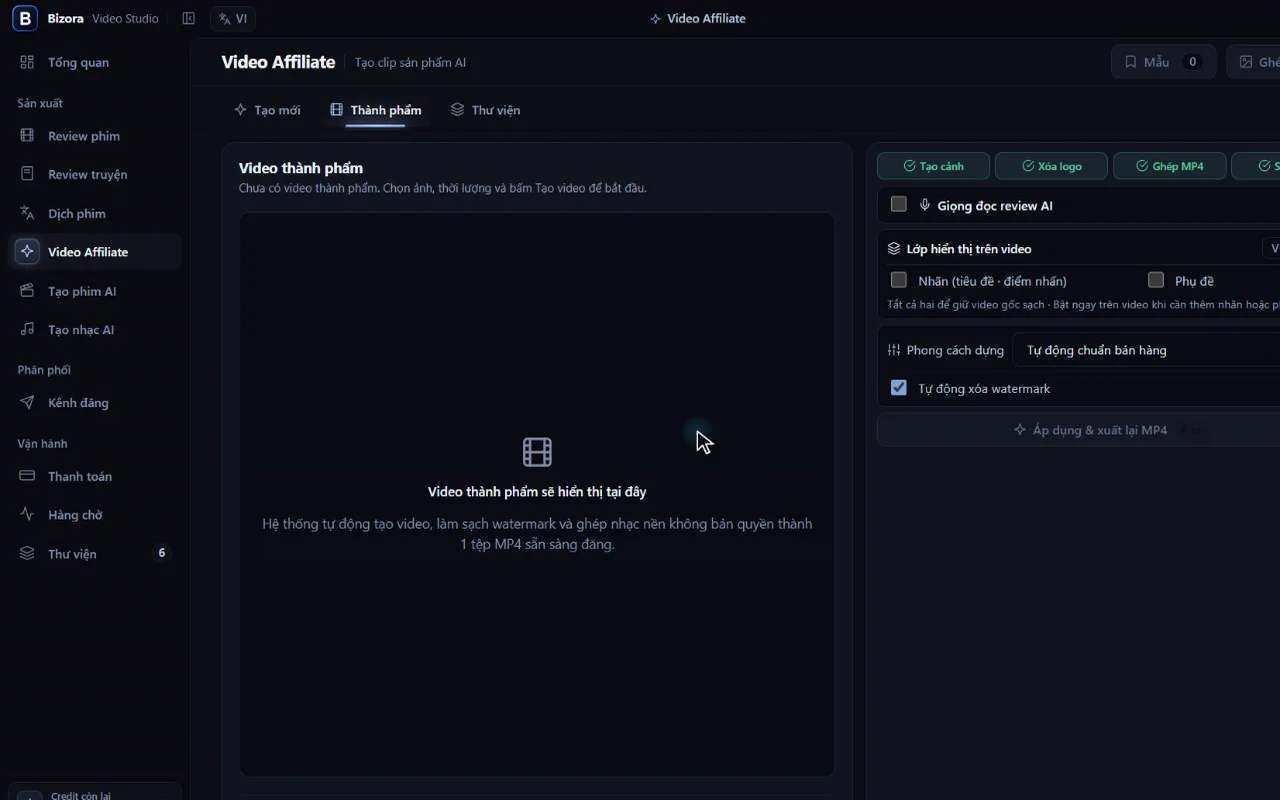 B Bizora Video Studio VI
Video Affiliate
Tổng quan
Sản xuất
Review phim
Review truyện
Dịch phim
Video Affiliate
Tạo phim AI
Tạo nhạc AI
Phân phối
Kênh đăng
Vận hành
Thanh toán
Hàng chờ
Thư viện 6
Credit còn lại
Video Affiliate Tạo clip sản phẩm AI
Mẫu 0
Tạo mới Thành phẩm Thư viện
Video thành phẩm
Chưa có video thành phẩm. Chọn ảnh, thời lượng và bấm Tạo video để bắt đầu.
Video thành phẩm sẽ hiển thị tại đây
Hệ thống tự động tạo video, làm sạch watermark và ghép nhạc nền không bản quyền thành
1 tệp MP4 sẵn sàng đăng.
Tạo cảnh Xóa logo Ghép MP4
Giọng đọc review AI
Lớp hiển thị trên video
Nhãn (tiêu đề · điểm nhấn) Phụ đề
Tắt cả hai để giữ video gốc sạch · Bật ngay trên video khi cần thêm nhãn hoặc
Phong cách dựng Tự động chuẩn bán hàng
Tự động xóa watermark
Áp dụng & xuất lại MP4